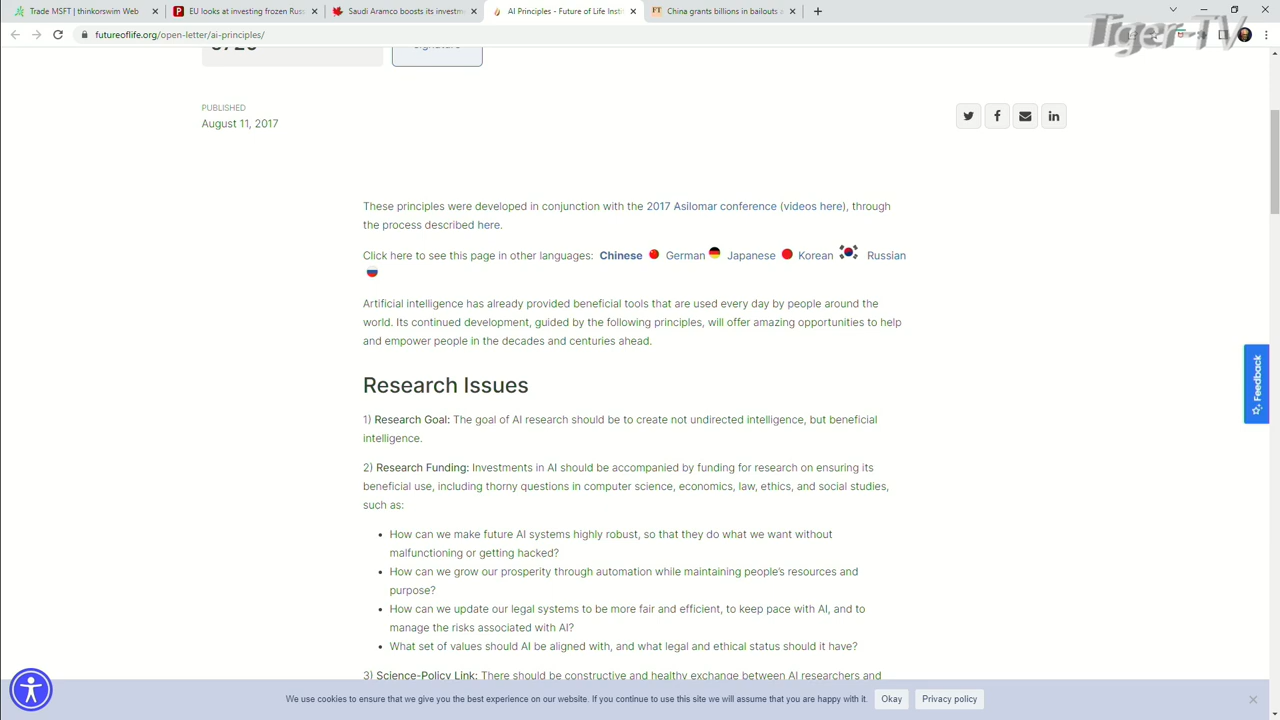 Trade MSFT | thinkorswim Web
EU looks at investing frozen Rus
Saudi Aramco boosts its investm
AI Principles - Future of Life Insti
China grants billions in bailouts
futureoflife.org/open-letter/ai-principles/
Tiger-TV
PUBLISHED
August 11, 2017
These principles were developed in conjunction with the 2017 Asilomar conference (videos here), through
the process described here.
Click here to see this page in other languages: Chinese German Japanese Korean Russian
Artificial intelligence has already provided beneficial tools that are used every day by people around the
world. Its continued development, guided by the following principles, will offer amazing opportunities to help
and empower people in the decades and centuries ahead.
Research Issues
1) Research Goal: The goal of AI research should be to create not undirected intelligence, but beneficial
intelligence.
2) Research Funding: Investments in AI should be accompanied by funding for research on ensuring its
beneficial use, including thorny questions in computer science, economics, law, ethics, and social studies,
such as:
• How can we make future AI systems highly robust, so that they do what we want without
malfunctioning or getting hacked?
• How can we grow our prosperity through automation while maintaining people's resources and
purpose?
• How can we update our legal systems to be more fair and efficient, to keep pace with AI, and to
manage the risks associated with AI?
• What set of values should AI be aligned with, and what legal and ethical status should it have?
3) Science-Policy Link: There should be constructive and healthy exchange between AI researchers and
Feedback
We use cookies to ensure that we give you the best experience on our website. If you continue to use this site we will assume that you are happy with it.
Okay
Privacy policy